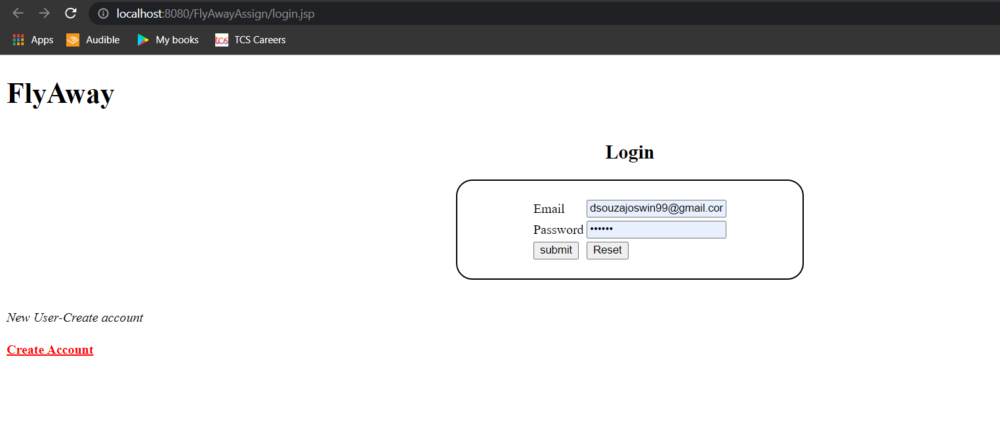 localhost:8080/FlyAwayAssign/login.jsp
Apps Audible My books tcs TCS Careers
FlyAway
Login
Email dsouzajoswin99@gmail.cor
Password ••••••
submit Reset
New User-Create account
Create Account